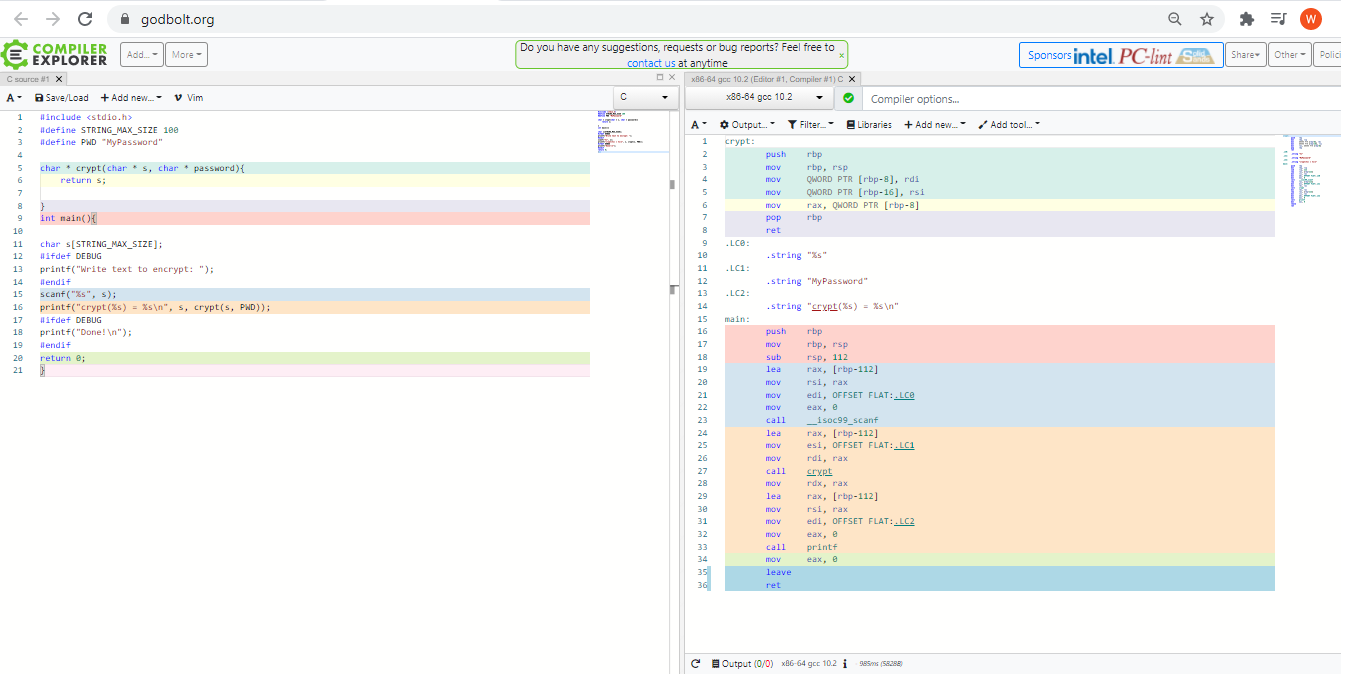 godbolt.org
W
COMPILER
EXPLORER
Add...
More
Do you have any suggestions, requests or bug reports? Feel free to
contact us at anytime
×
Sponsors intel. PC-lint Solid Sands
Share
Other
Polici
C source #1 ×
A
Save/Load
+ Add new...
Vim
C
1 #include <stdio.h>
2 #define STRING_MAX_SIZE 100
3 #define PWD "MyPassword"
4
5 char * crypt(char * s, char * password){
6 return s;
7
8 }
9 int main(){
10
11 char s[STRING_MAX_SIZE];
12 #ifdef DEBUG
13 printf("Write text to encrypt: ");
14 #endif
15 scanf("%s", s);
16 printf("crypt(%s) = %s\n", s, crypt(s, PWD));
17 #ifdef DEBUG
18 printf("Done!\n");
19 #endif
20 return 0;
21 }
x86-64 gcc 10.2 (Editor #1, Compiler #1) C ×
x86-64 gcc 10.2
Compiler options...
A
Output...
Filter...
Libraries
+ Add new...
Add tool...
1 crypt:
2 push rbp
3 mov rbp, rsp
4 mov QWORD PTR [rbp-8], rdi
5 mov QWORD PTR [rbp-16], rsi
6 mov rax, QWORD PTR [rbp-8]
7 pop rbp
8 ret
9 .LC0:
10 .string "%s"
11 .LC1:
12 .string "MyPassword"
13 .LC2:
14 .string "crypt(%s) = %s\n"
15 main:
16 push rbp
17 mov rbp, rsp
18 sub rsp, 112
19 lea rax, [rbp-112]
20 mov rsi, rax
21 mov edi, OFFSET FLAT:.LC0
22 mov eax, 0
23 call __isoc99_scanf
24 lea rax, [rbp-112]
25 mov esi, OFFSET FLAT:.LC1
26 mov rdi, rax
27 call crypt
28 mov rdx, rax
29 lea rax, [rbp-112]
30 mov rsi, rax
31 mov edi, OFFSET FLAT:.LC2
32 mov eax, 0
33 call printf
34 mov eax, 0
35 leave
36 ret
Output (0/0) x86-64 gcc 10.2 i 985ms (5828B)